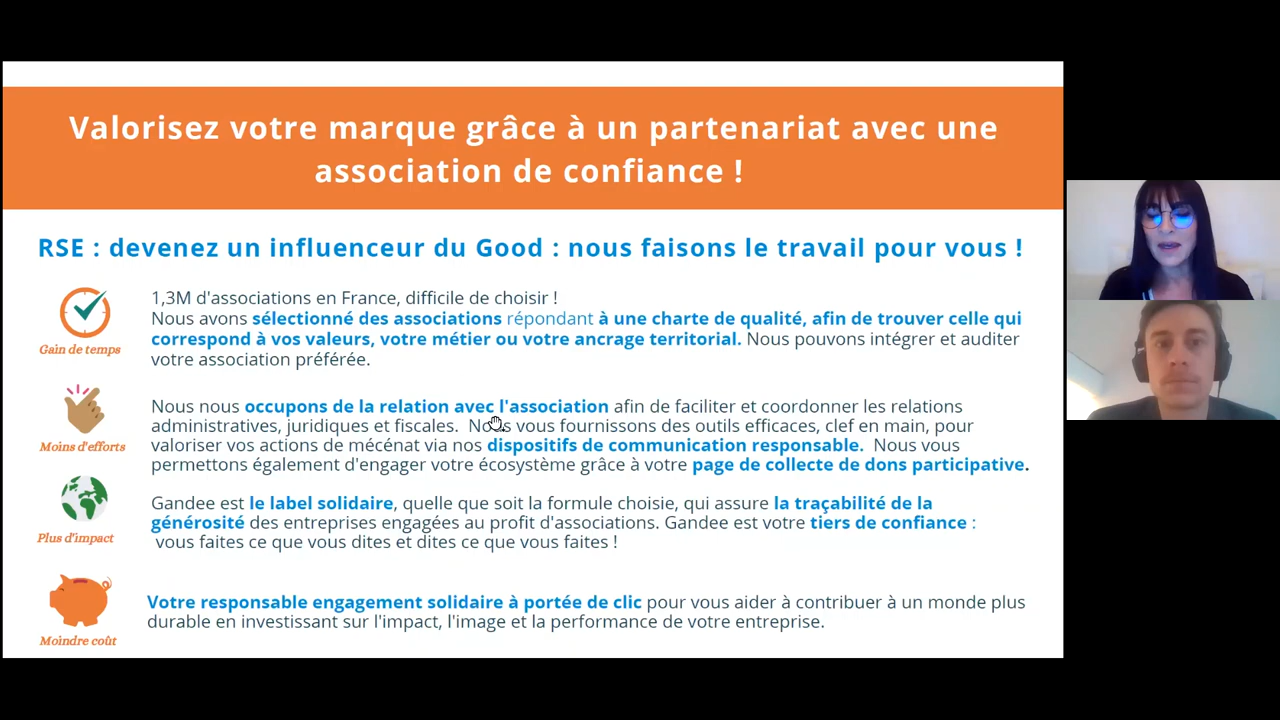 Valorisez votre marque grâce à un partenariat avec une
association de confiance !
RSE : devenez un influenceur du Good : nous faisons le travail pour vous !
1,3M d'associations en France, difficile de choisir !
Nous avons sélectionné des associations répondant à une charte de qualité, afin de trouver celle qui
correspond à vos valeurs, votre métier ou votre ancrage territorial. Nous pouvons intégrer et auditer
votre association préférée.
Gain de temps
Nous nous occupons de la relation avec l'association afin de faciliter et coordonner les relations
administratives, juridiques et fiscales. Nous vous fournissons des outils efficaces, clef en main, pour
valoriser vos actions de mécénat via nos dispositifs de communication responsable. Nous vous
permettons également d'engager votre écosystème grâce à votre page de collecte de dons participative.
Moins d'efforts
Gandee est le label solidaire, quelle que soit la formule choisie, qui assure la traçabilité de la
générosité des entreprises engagées au profit d'associations. Gandee est votre tiers de confiance :
vous faites ce que vous dites et dites ce que vous faites !
Plus d'impact
Votre responsable engagement solidaire à portée de clic pour vous aider à contribuer à un monde plus
durable en investissant sur l'impact, l'image et la performance de votre entreprise.
Moindre coût